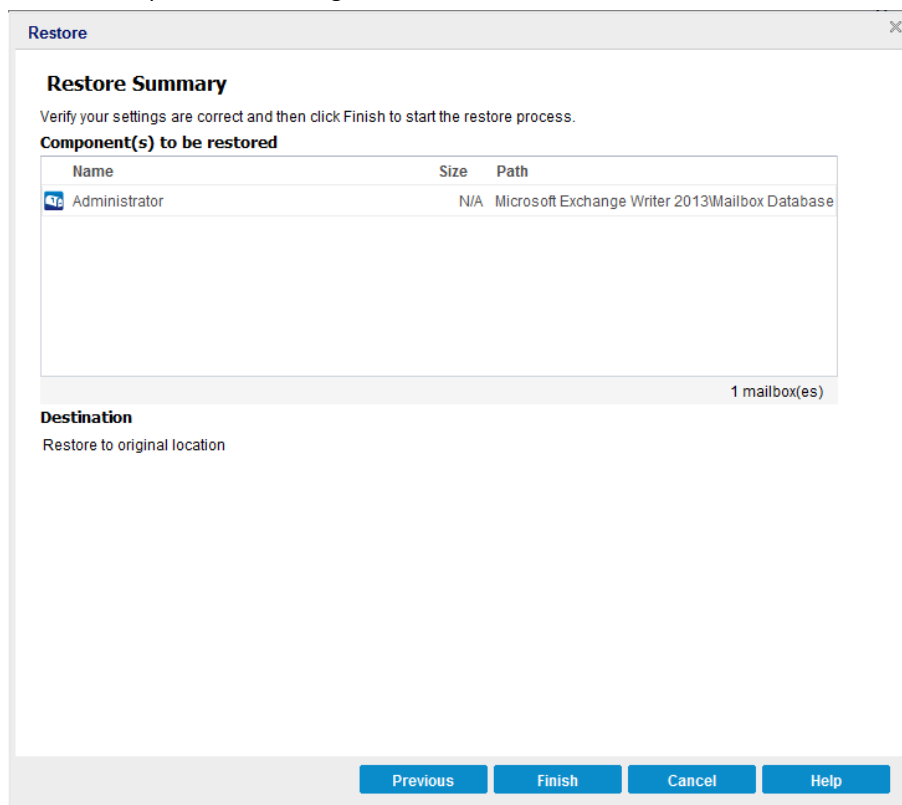 Restore
Restore Summary
Verify your settings are correct and then click Finish to start the restore process.
Component(s) to be restored
Name Size Path
Administrator N/A Microsoft Exchange Writer 2013\Mailbox Database
1 mailbox(es)
Destination
Restore to original location
Previous Finish Cancel Help